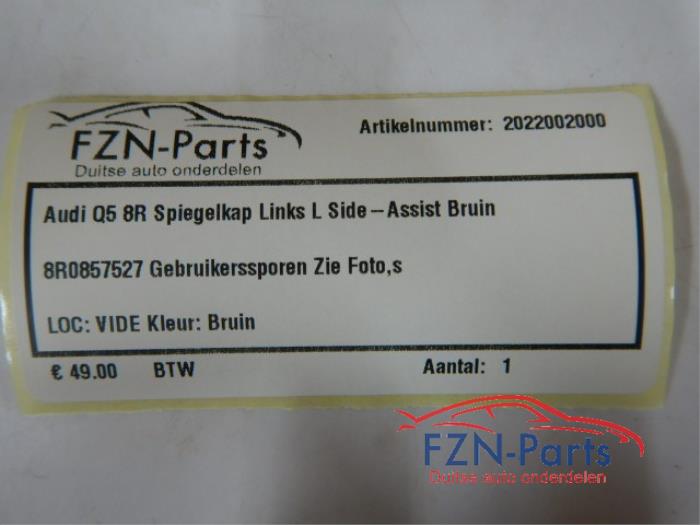 FZN-Parts
Duitse auto onderdelen
Artikelnummer: 2022002000
Audi Q5 8R Spiegelkap Links L Side-Assist Bruin
8R0857527 Gebruikerssporen Zie Foto,s
LOC: VIDE Kleur: Bruin
€ 49.00 BTW Aantal: 1
FZN-Parts
Duitse auto onderdelen